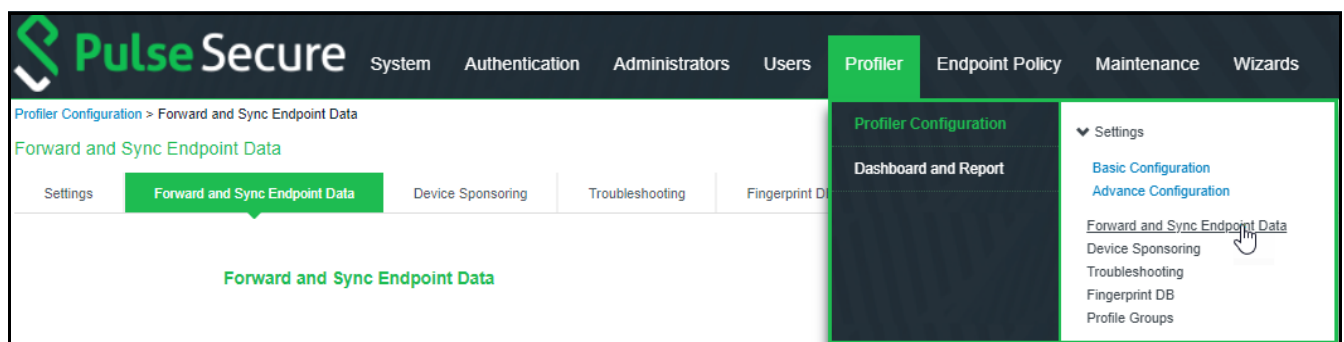 Pulse Secure
System Authentication Administrators Users Profiler Endpoint Policy Maintenance Wizards
Profiler Configuration > Forward and Sync Endpoint Data
Forward and Sync Endpoint Data
Settings Forward and Sync Endpoint Data Device Sponsoring Troubleshooting Fingerprint
Forward and Sync Endpoint Data
Profiler Configuration
Dashboard and Report
Settings
Basic Configuration
Advance Configuration
Forward and Sync Endpoint Data
Device Sponsoring
Troubleshooting
Fingerprint DB
Profile Groups